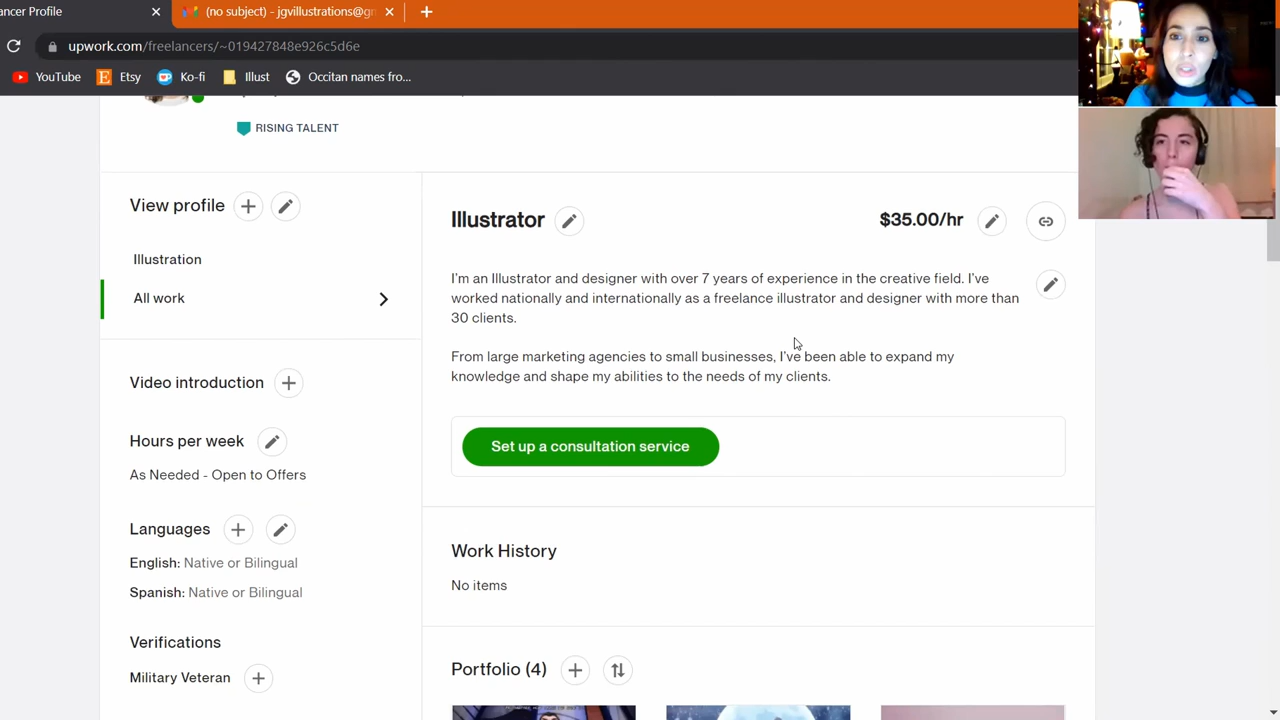 ancer Profile
(no subject) - jgvillustrations@gm
upwork.com/freelancers/~019427848e926c5d6e
YouTube
Etsy
Ko-fi
Illust
Occitan names fro...
RISING TALENT
View profile
Illustration
All work
Video introduction
Hours per week
As Needed - Open to Offers
Languages
English: Native or Bilingual
Spanish: Native or Bilingual
Verifications
Military Veteran
Illustrator
$35.00/hr
I'm an Illustrator and designer with over 7 years of experience in the creative field. I've
worked nationally and internationally as a freelance illustrator and designer with more than
30 clients.
From large marketing agencies to small businesses, I've been able to expand my
knowledge and shape my abilities to the needs of my clients.
Set up a consultation service
Work History
No items
Portfolio (4)